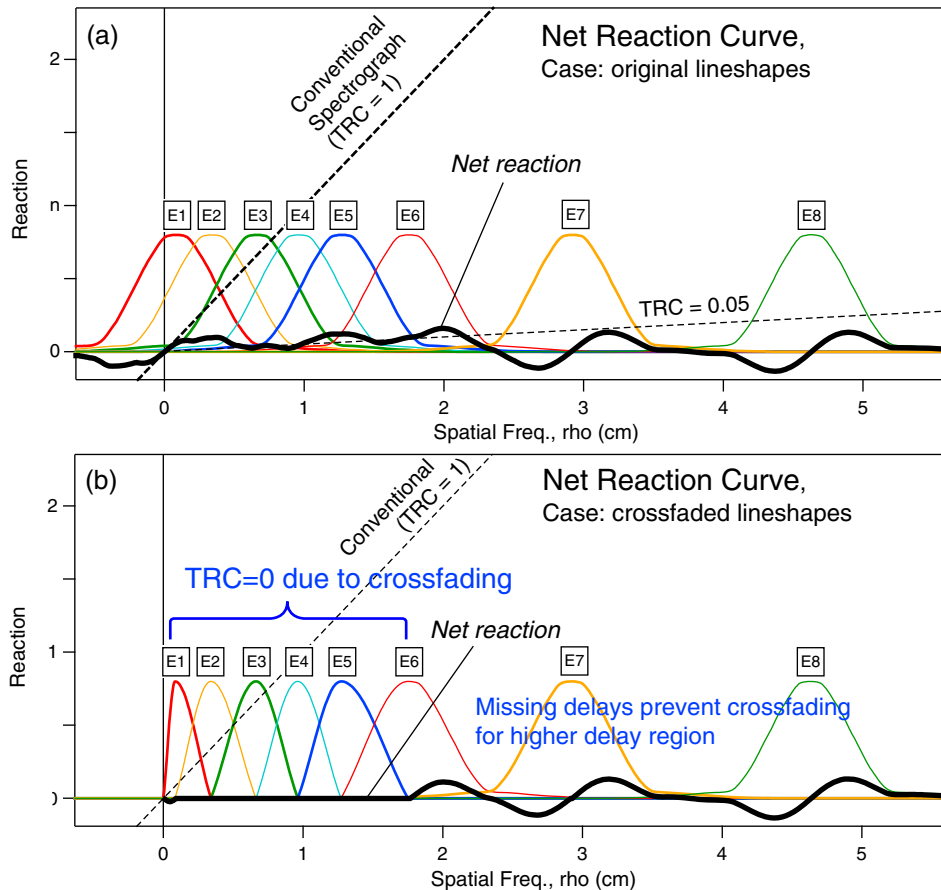 (a)
Net Reaction Curve,
Case: original lineshapes
Conventional
Spectrograph
(TRC = 1)
Net reaction
E1 E2 E3 E4 E5 E6 E7 E8
TRC = 0.05
2
n
0
Reaction
0 1 2 3 4 5
Spatial Freq., rho (cm)
(b)
Net Reaction Curve,
Case: crossfaded lineshapes
Conventional
(TRC = 1)
TRC=0 due to crossfading
Net reaction
E1 E2 E3 E4 E5 E6 E7 E8
Missing delays prevent crossfading
for higher delay region
2
1
0
Reaction
0 1 2 3 4 5
Spatial Freq., rho (cm)